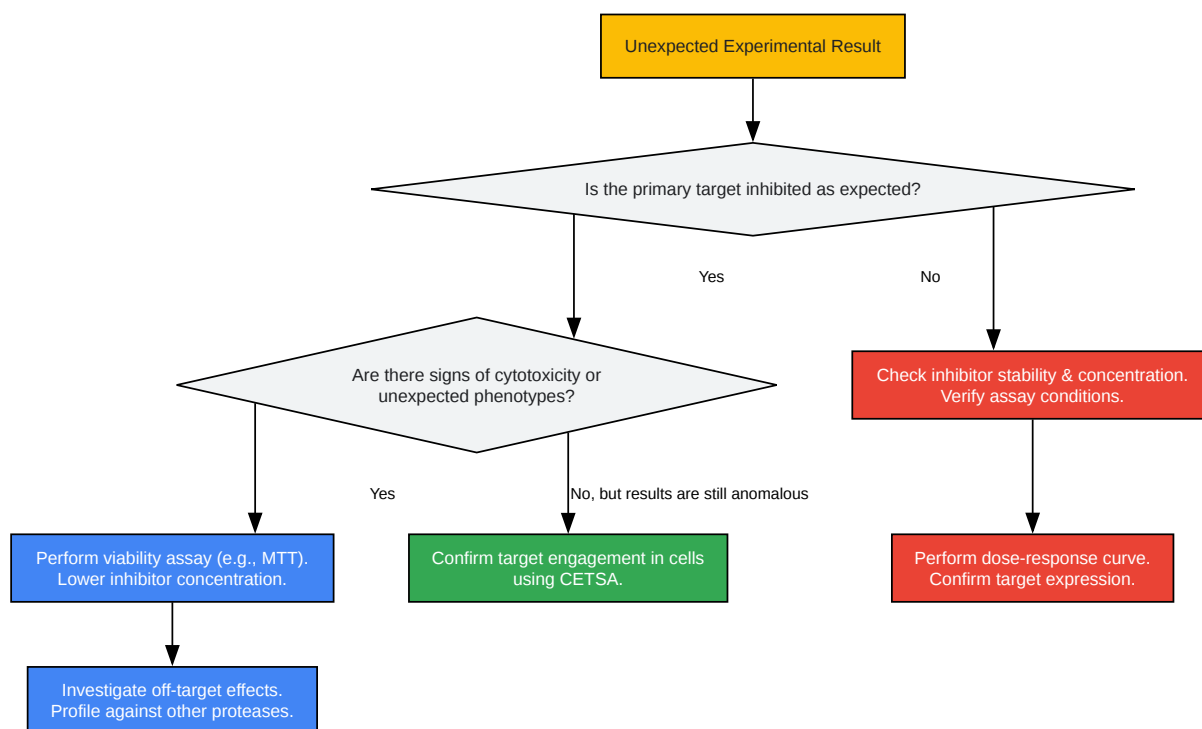 Unexpected Experimental Result
Is the primary target inhibited as expected?
Yes
No
Are there signs of cytotoxicity or
unexpected phenotypes?
Check inhibitor stability & concentration.
Verify assay conditions.
Yes
No, but results are still anomalous
Perform viability assay (e.g., MTT).
Lower inhibitor concentration.
Confirm target engagement in cells
using CETSA.
Perform dose-response curve.
Confirm target expression.
Investigate off-target effects.
Profile against other proteases.